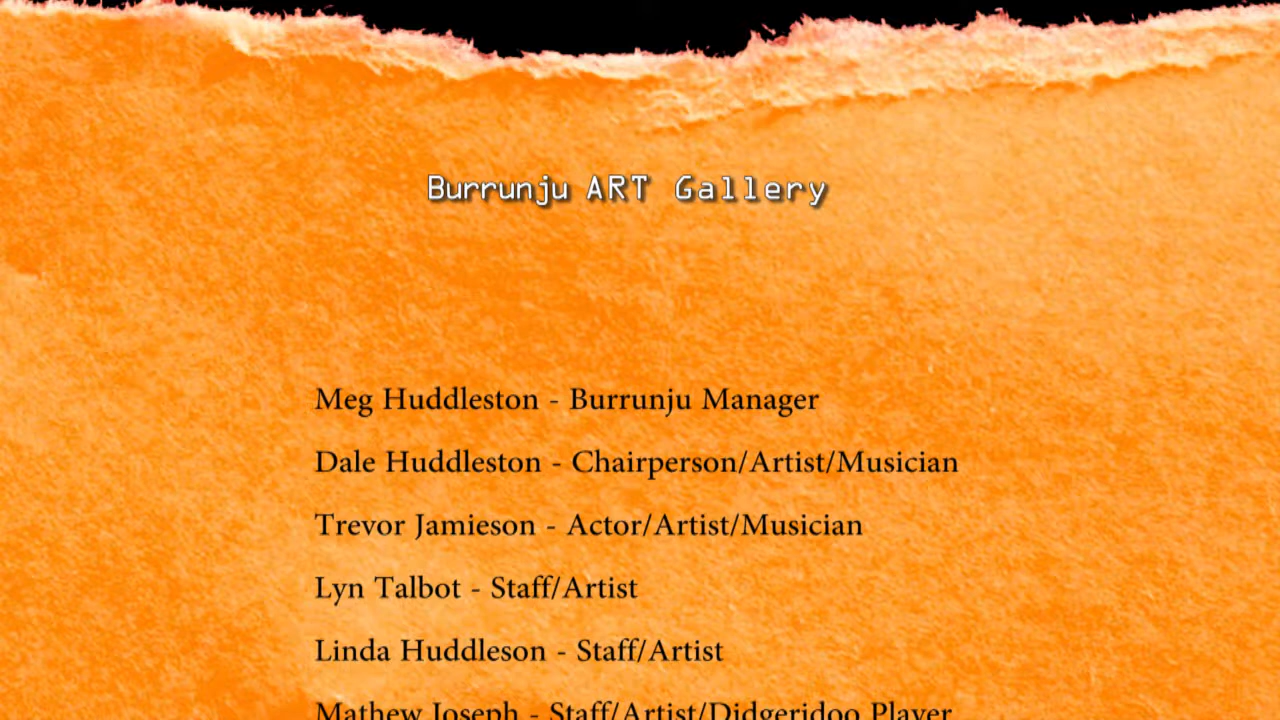 Burrunju ART Gallery
Meg Huddleston - Burrunju Manager
Dale Huddleston - Chairperson/Artist/Musician
Trevor Jamieson - Actor/Artist/Musician
Lyn Talbot - Staff/Artist
Linda Huddleson - Staff/Artist
Mathew Joseph - Staff/Artist/Didgeridoo Player